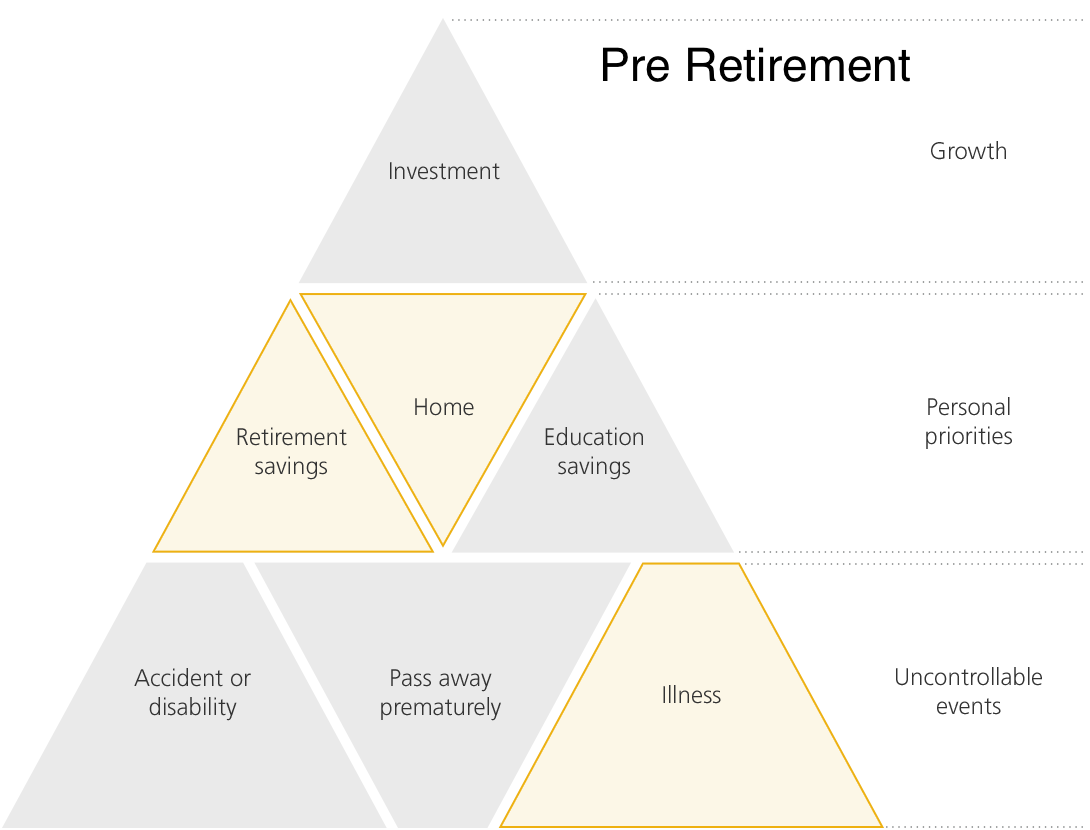 Pre Retirement
Growth
Investment
Home
Retirement
savings
Education
savings
Personal
priorities
Accident or
disability
Pass away
prematurely
Illness
Uncontrollable
events